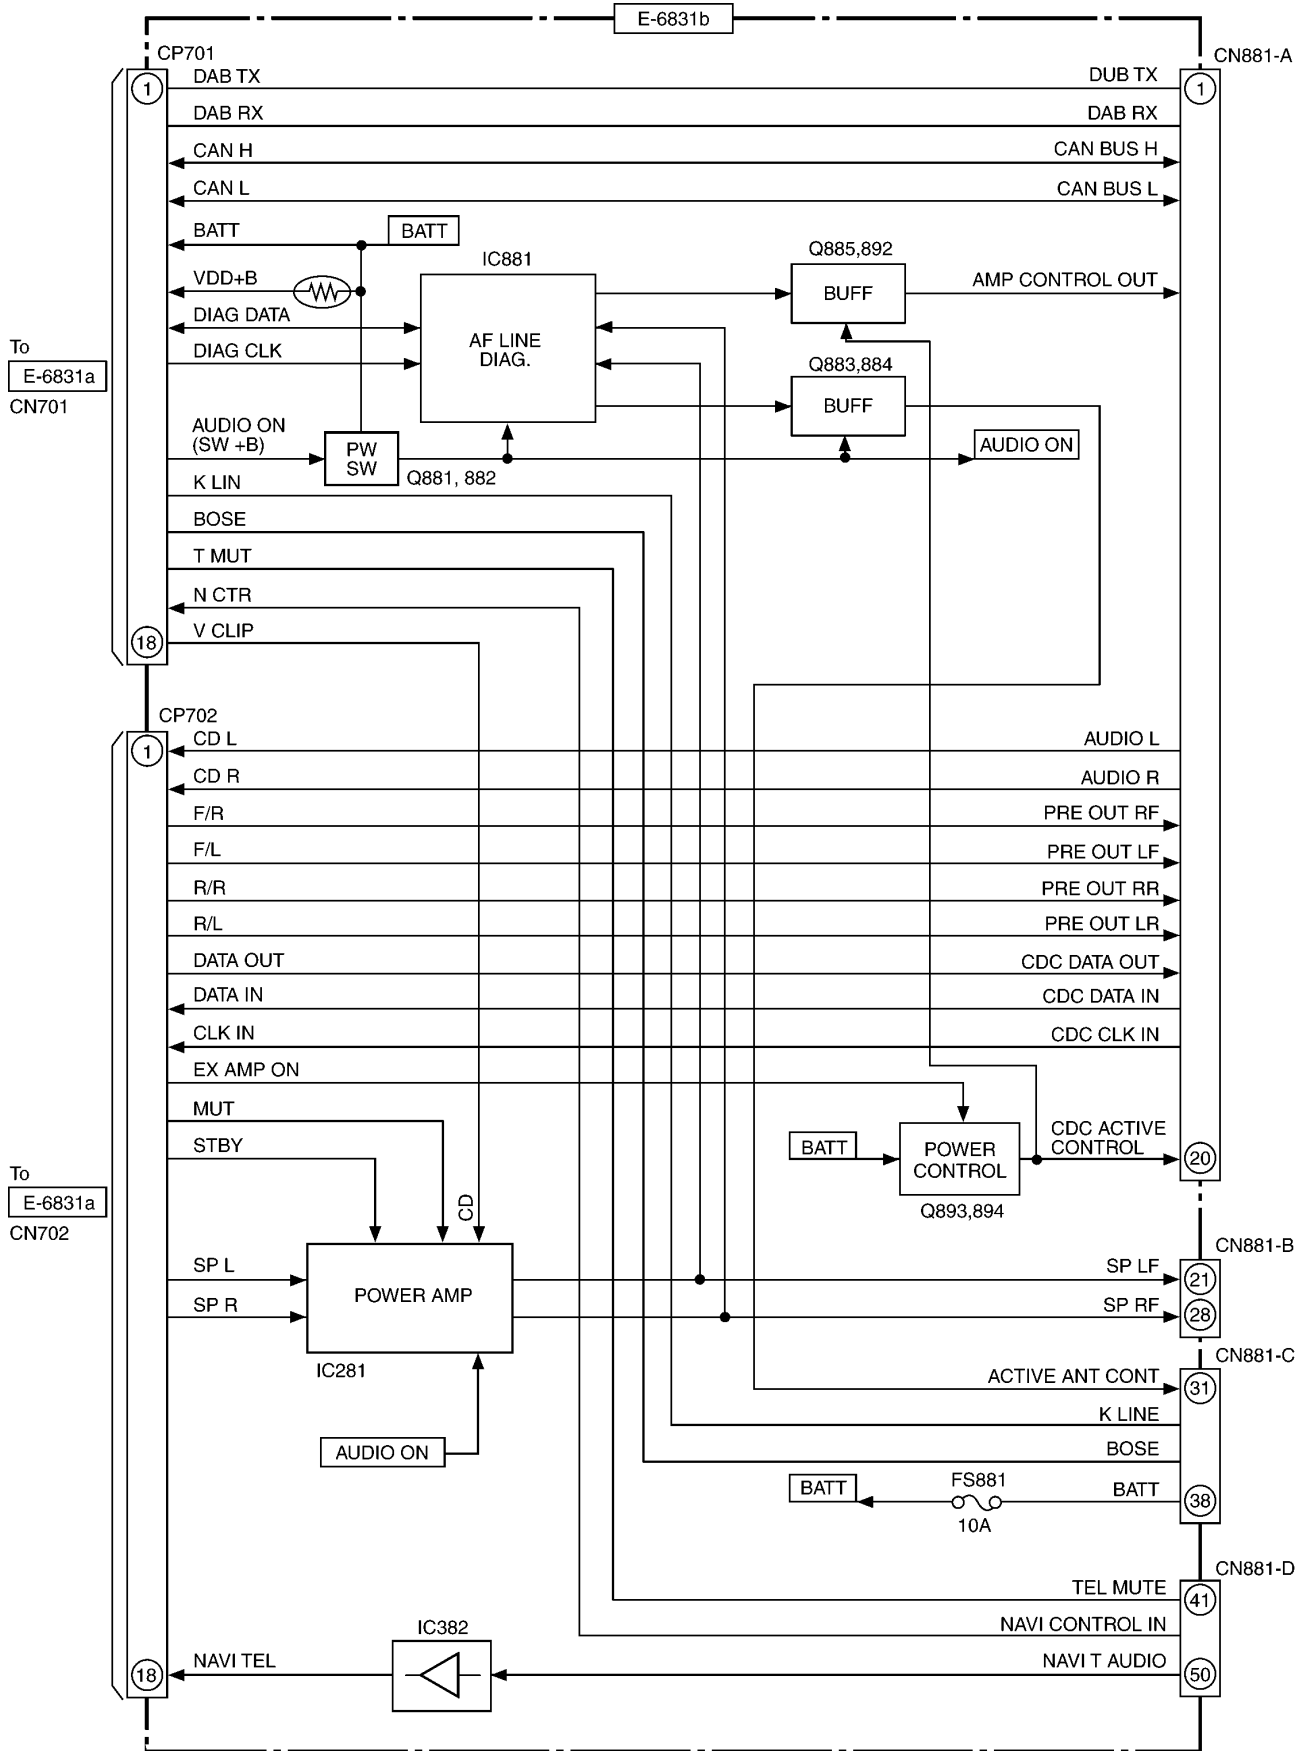 E-6831b
CP701
CN881-A
1
DAB TX
DUB TX
1
DAB RX
DAB RX
CAN H
CAN BUS H
CAN L
CAN BUS L
BATT
BATT
IC881
Q885,892
VDD+B
BUFF
AMP CONTROL OUT
DIAG DATA
AF LINE
DIAG.
To
E-6831a
CN701
DIAG CLK
Q883,884
BUFF
AUDIO ON
(SW +B)
PW
SW
Q881, 882
AUDIO ON
K LIN
BOSE
T MUT
N CTR
V CLIP
18
CP702
1
CD L
AUDIO L
CD R
AUDIO R
F/R
PRE OUT RF
F/L
PRE OUT LF
R/R
PRE OUT RR
R/L
PRE OUT LR
DATA OUT
CDC DATA OUT
DATA IN
CDC DATA IN
CLK IN
CDC CLK IN
EX AMP ON
MUT
STBY
BATT
POWER
CONTROL
Q893,894
CDC ACTIVE
CONTROL
20
To
E-6831a
CN702
CD
CN881-B
SP L
SP LF
21
POWER AMP
SP R
SP RF
28
IC281
CN881-C
ACTIVE ANT CONT
31
K LINE
AUDIO ON
BOSE
BATT
FS881
10A
BATT
38
CN881-D
TEL MUTE
41
IC382
NAVI CONTROL IN
18
NAVI TEL
NAVI T AUDIO
50